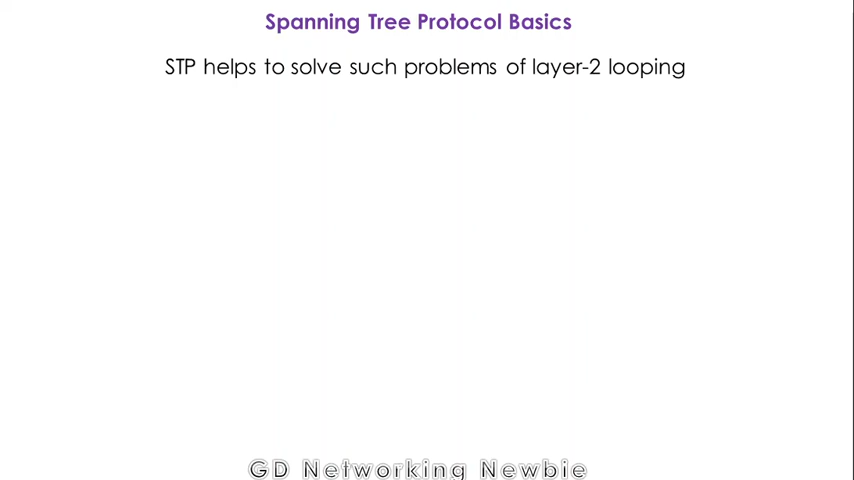 Spanning Tree Protocol Basics
STP helps to solve such problems of layer-2 looping
GD Networking Newbie